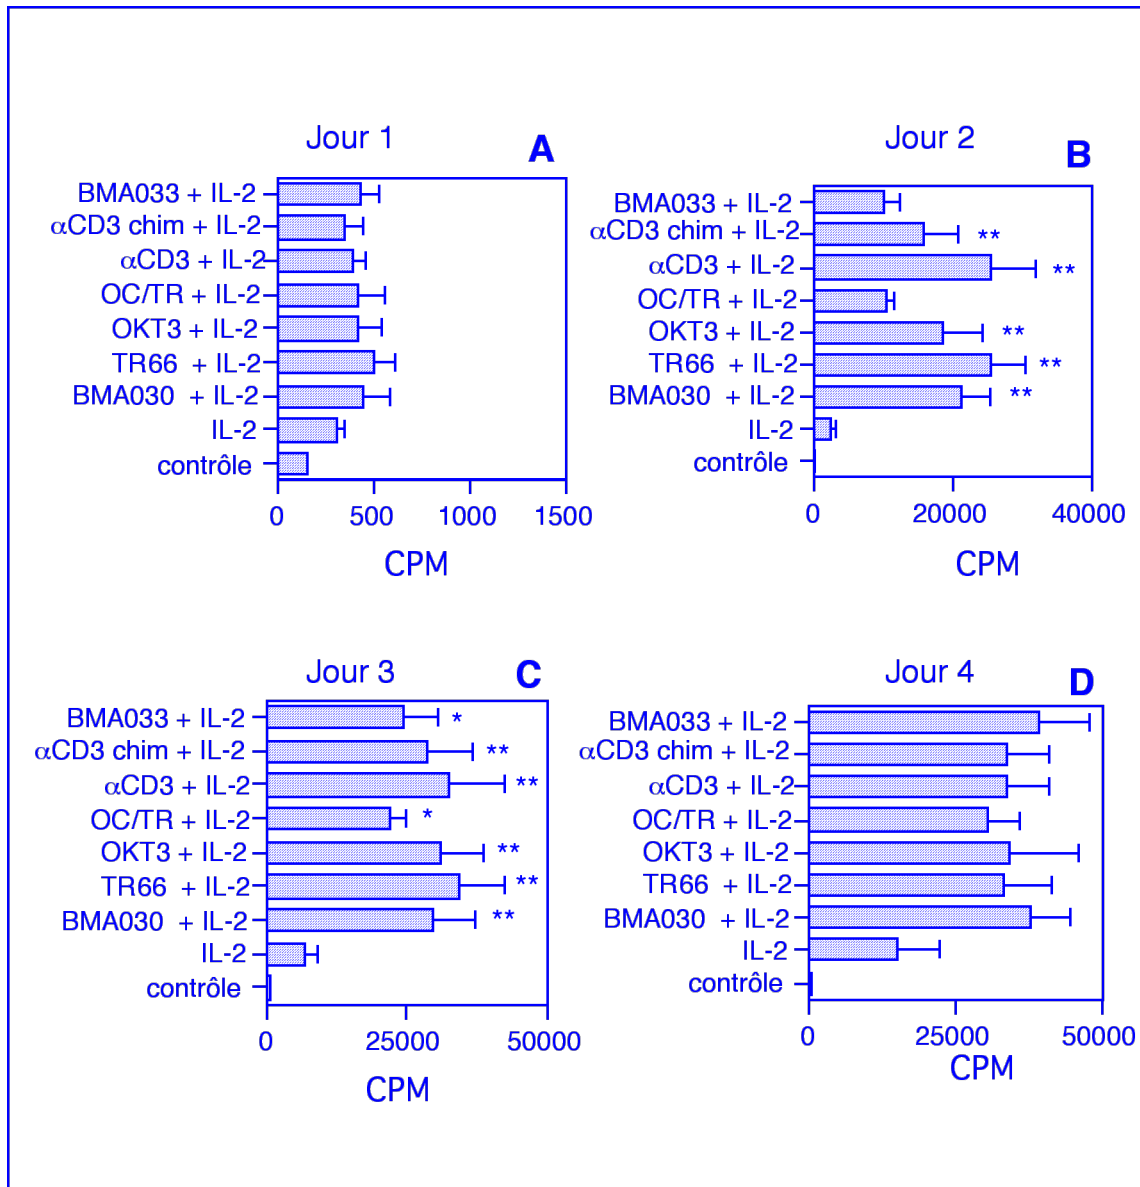 Jour 1
A
BMA033 + IL-2
αCD3 chim + IL-2
αCD3 + IL-2
OC/TR + IL-2
OKT3 + IL-2
TR66 + IL-2
BMA030 + IL-2
IL-2
contrôle
0 500 1000 1500
CPM
Jour 2
B
BMA033 + IL-2
αCD3 chim + IL-2 **
αCD3 + IL-2 **
OC/TR + IL-2
OKT3 + IL-2 **
TR66 + IL-2 **
BMA030 + IL-2 **
IL-2
contrôle
0 20000 40000
CPM
Jour 3
C
BMA033 + IL-2 *
αCD3 chim + IL-2 **
αCD3 + IL-2 **
OC/TR + IL-2 *
OKT3 + IL-2 **
TR66 + IL-2 **
BMA030 + IL-2 **
IL-2
contrôle
0 25000 50000
CPM
Jour 4
D
BMA033 + IL-2
αCD3 chim + IL-2
αCD3 + IL-2
OC/TR + IL-2
OKT3 + IL-2
TR66 + IL-2
BMA030 + IL-2
IL-2
contrôle
0 25000 50000
CPM